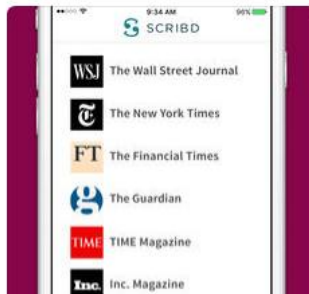 9:34 AM
96%
SCRIBD
WSJ The Wall Street Journal
T The New York Times
FT The Financial Times
g The Guardian
TIME TIME Magazine
Inc. Inc. Magazine